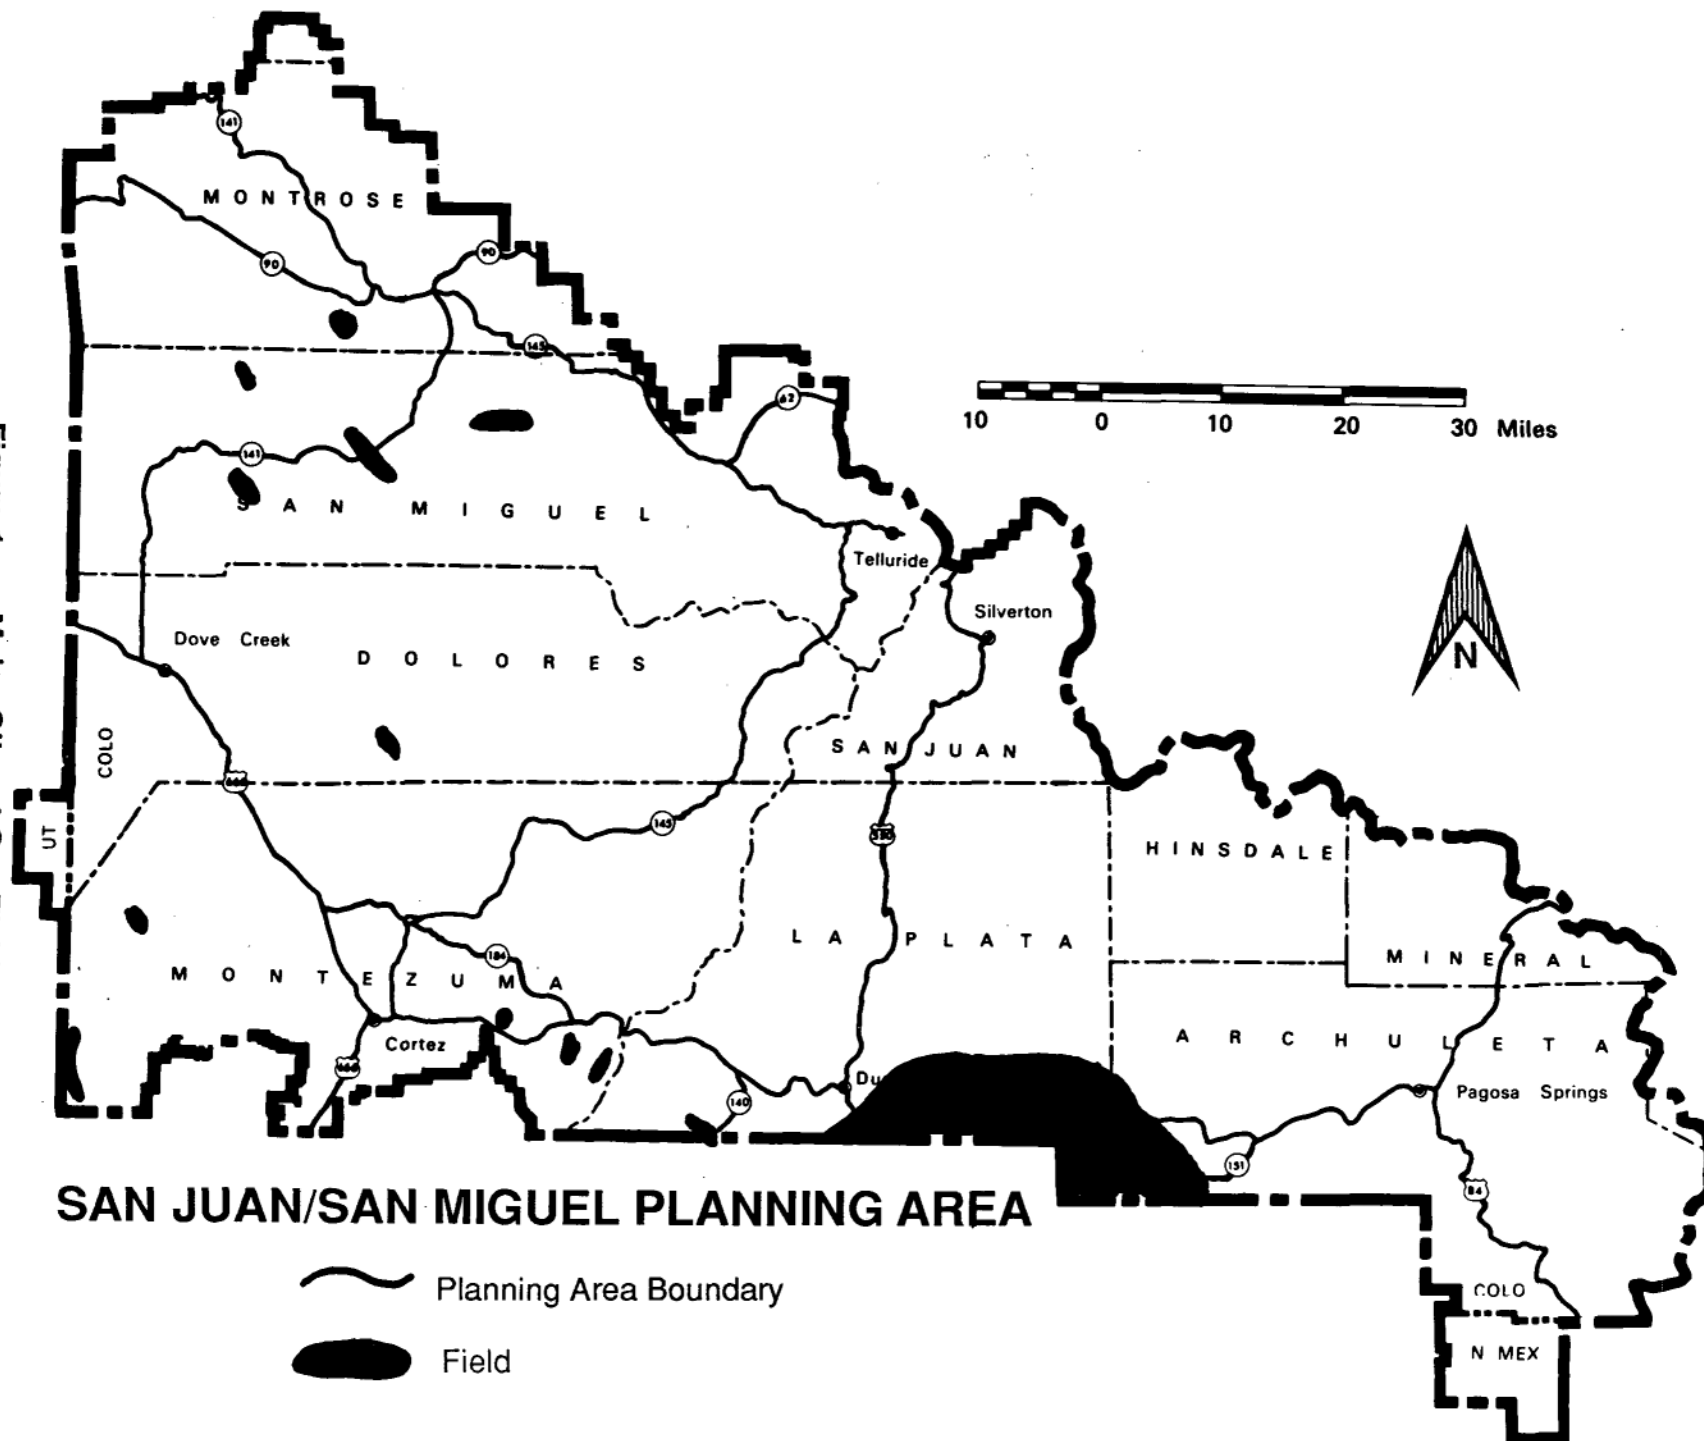 141
MONTROSE
90
90
145
62
10 0 10 20 30 Miles
141
SAN MIGUEL
Telluride
Silverton
N
Dove Creek
DOLORES
COLO
SAN JUAN
666
UT
145
550
HINSDALE
LA PLATA
184
MINERAL
MONTEZUMA
ARCHULETA
Cortez
666
Du
140
Pagosa Springs
151
84
SAN JUAN/SAN MIGUEL PLANNING AREA
Planning Area Boundary
COLO
N MEX
Field